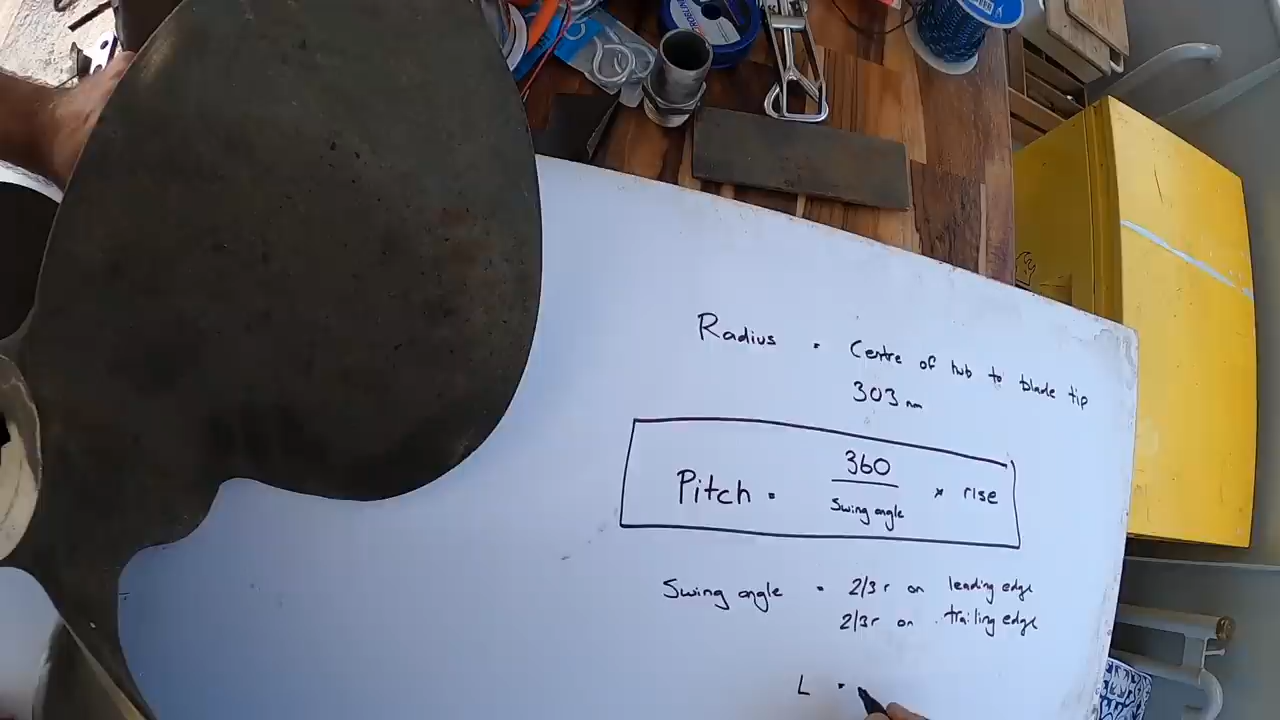 Radius = Centre of hub to blade tip
303 mm
Pitch = 360 / Swing angle × rise
Swing angle = 2/3 r on leading edge
2/3 r on trailing edge
L =